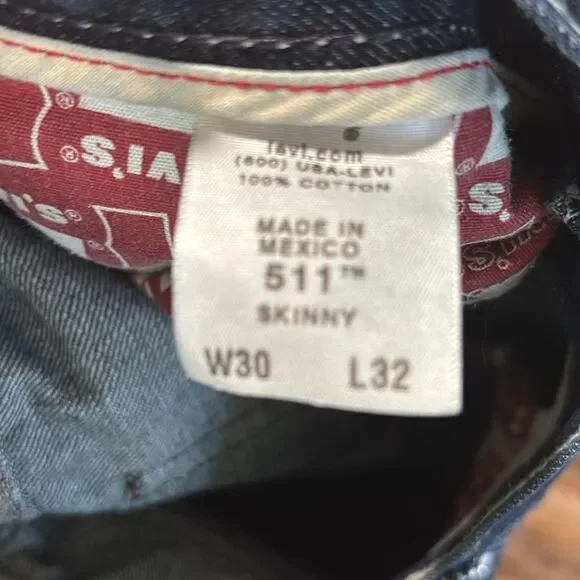 levi.com
(800) USA-LEVI
100% COTTON
MADE IN
MEXICO
511™
SKINNY
W30 L32